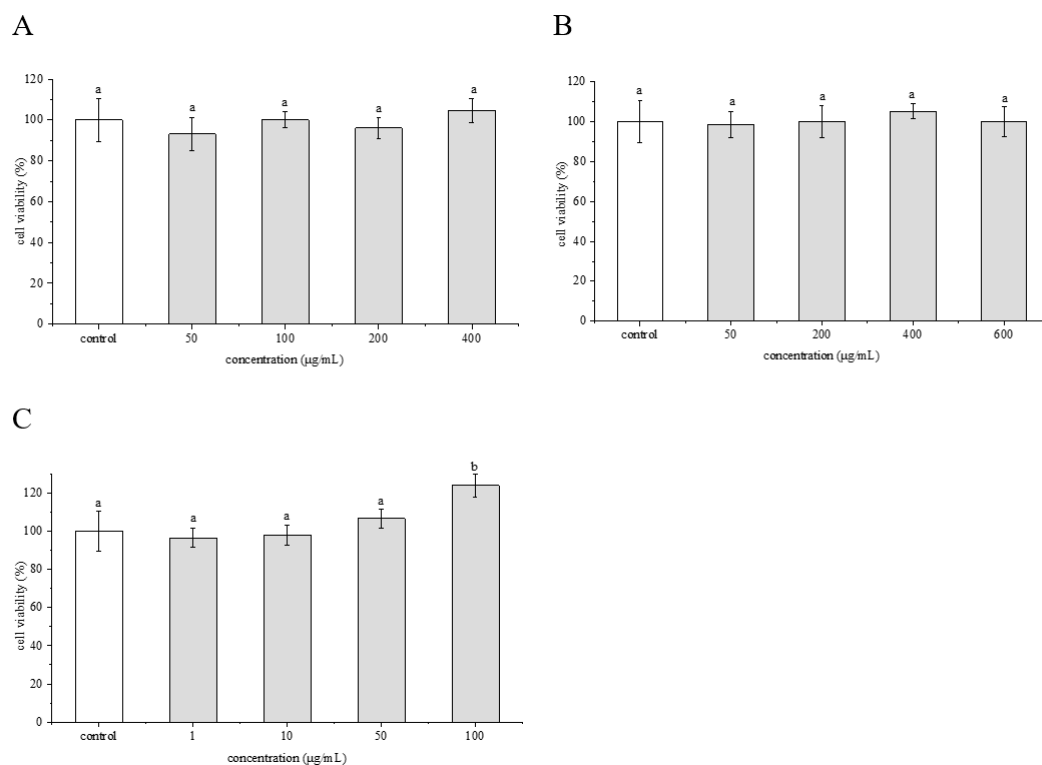 A
120
100
80
60
40
20
0
cell viability (%)
a
a
a
a
a
control
50
100
200
400
concentration (μg/mL)
B
120
100
80
60
40
20
0
cell viability (%)
a
a
a
a
a
control
50
200
400
600
concentration (μg/mL)
C
120
100
80
60
40
20
0
cell viability (%)
a
a
a
a
b
control
1
10
50
100
concentration (μg/mL)